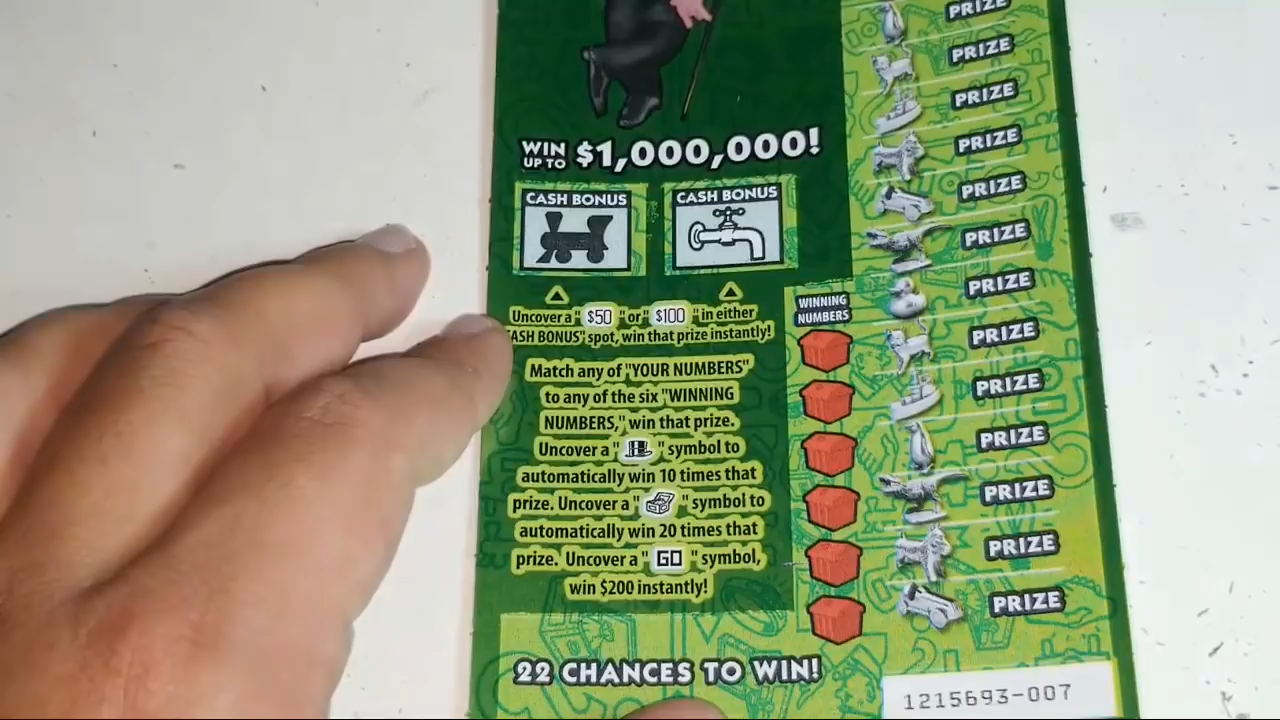 WIN UP TO $1,000,000!
CASH BONUS
CASH BONUS
Uncover a "$50" or "$100" in either
"CASH BONUS" spot, win that prize instantly!
Match any of "YOUR NUMBERS"
to any of the six "WINNING
NUMBERS," win that prize.
Uncover a " " symbol to
automatically win 10 times that
prize. Uncover a " " symbol to
automatically win 20 times that
prize. Uncover a "GO" symbol,
win $200 instantly!
22 CHANCES TO WIN!
WINNING
NUMBERS
PRIZE
PRIZE
PRIZE
PRIZE
PRIZE
PRIZE
PRIZE
PRIZE
PRIZE
PRIZE
PRIZE
PRIZE
PRIZE
1215693-007